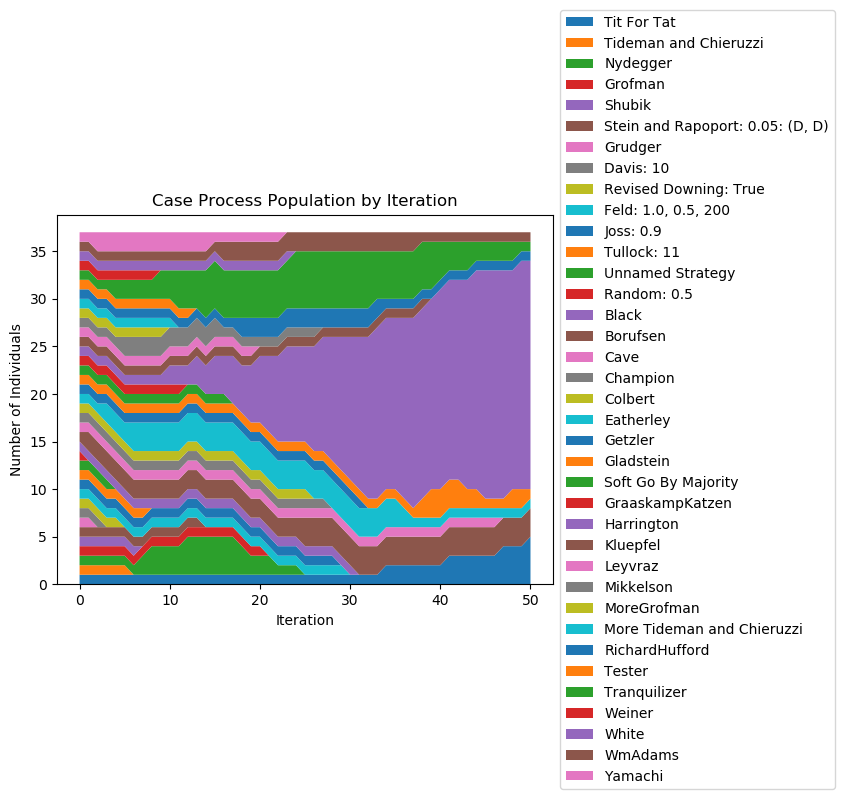 Case Process Population by Iteration
Number of Individuals
35
30
25
20
15
10
5
0
0 10 20 30 40 50
Iteration
Tit For Tat
Tideman and Chieruzzi
Nydegger
Grofman
Shubik
Stein and Rapoport: 0.05: (D, D)
Grudger
Davis: 10
Revised Downing: True
Feld: 1.0, 0.5, 200
Joss: 0.9
Tullock: 11
Unnamed Strategy
Random: 0.5
Black
Borufsen
Cave
Champion
Colbert
Eatherley
Getzler
Gladstein
Soft Go By Majority
GraaskampKatzen
Harrington
Kluepfel
Leyvraz
Mikkelson
MoreGrofman
More Tideman and Chieruzzi
RichardHufford
Tester
Tranquilizer
Weiner
White
WmAdams
Yamachi